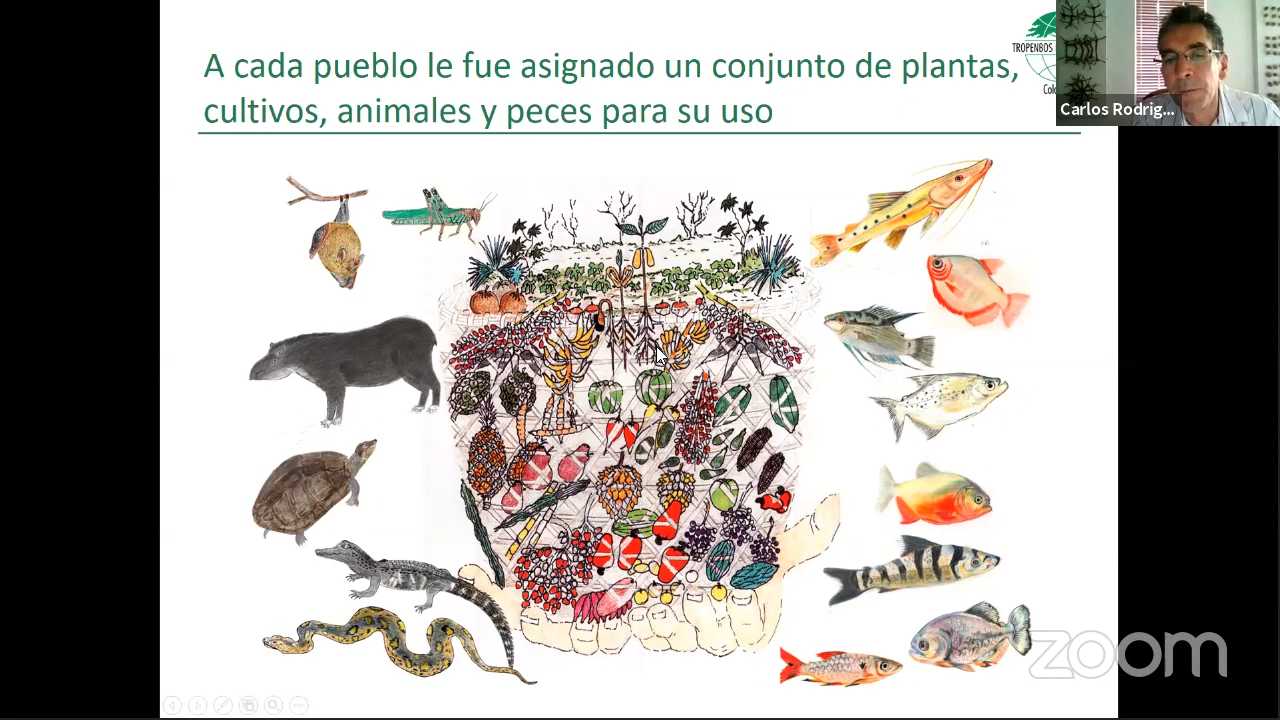 A cada pueblo le fue asignado un conjunto de plantas,
cultivos, animales y peces para su uso
TROPENBOS
Carlos Rodrig...
zoom